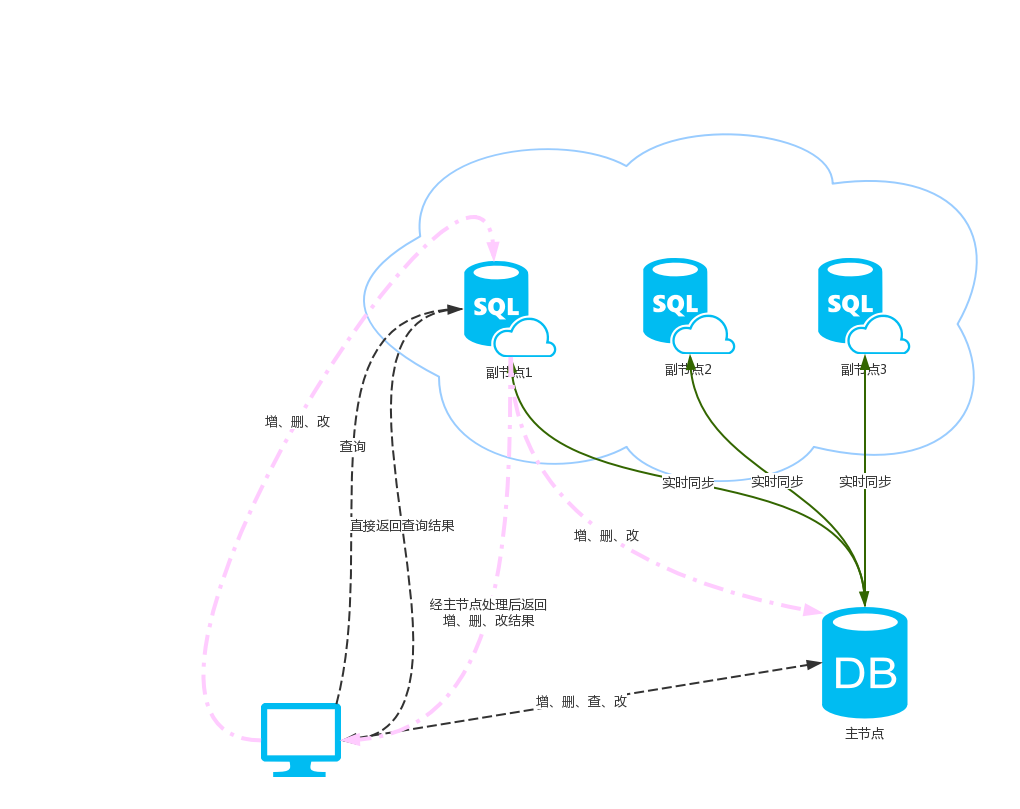 SQL
SQL
SQL
副节点1
副节点2
副节点3
增、删、改
查询
实时同步
实时同步
实时同步
直接返回查询结果
增、删、改
经主节点处理后返回
增、删、改结果
DB
增、删、查、改
主节点